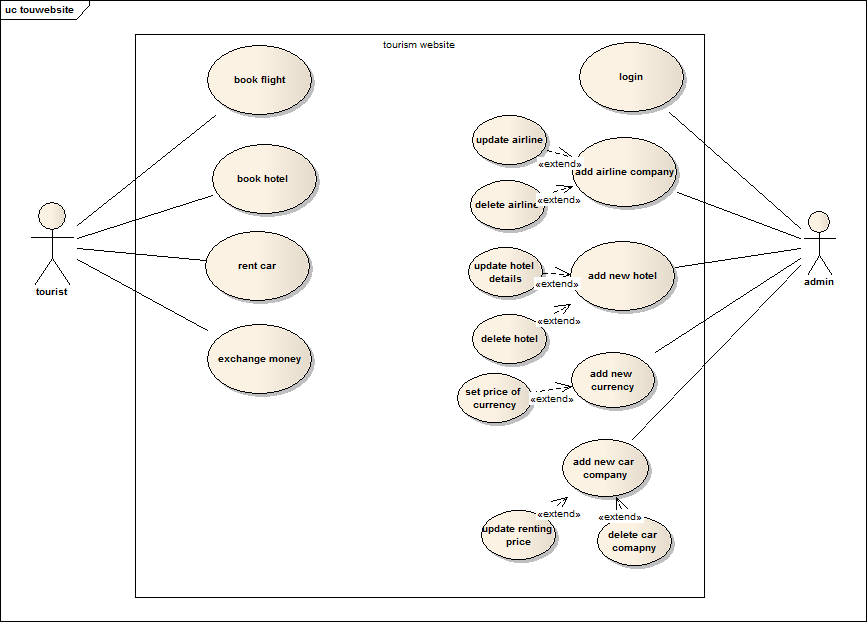 uc touwebsite
tourism website
book flight
login
update airline
«extend»
add airline company
book hotel
delete airline
«extend»
tourist
rent car
update hotel
details
«extend»
add new hotel
admin
«extend»
delete hotel
exchange money
add new
currency
set price of
currency
«extend»
add new car
company
«extend»
«extend»
update renting
price
delete car
comapny